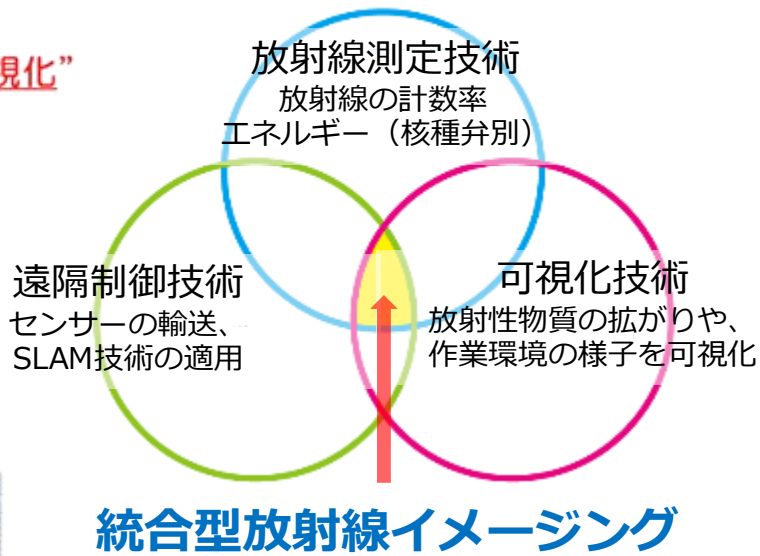 視化”
放射線測定技術
放射線の計数率
エネルギー（核種弁別）
遠隔制御技術
センサーの輸送、
SLAM技術の適用
可視化技術
放射性物質の拡がりや、
作業環境の様子を可視化
統合型放射線イメージング